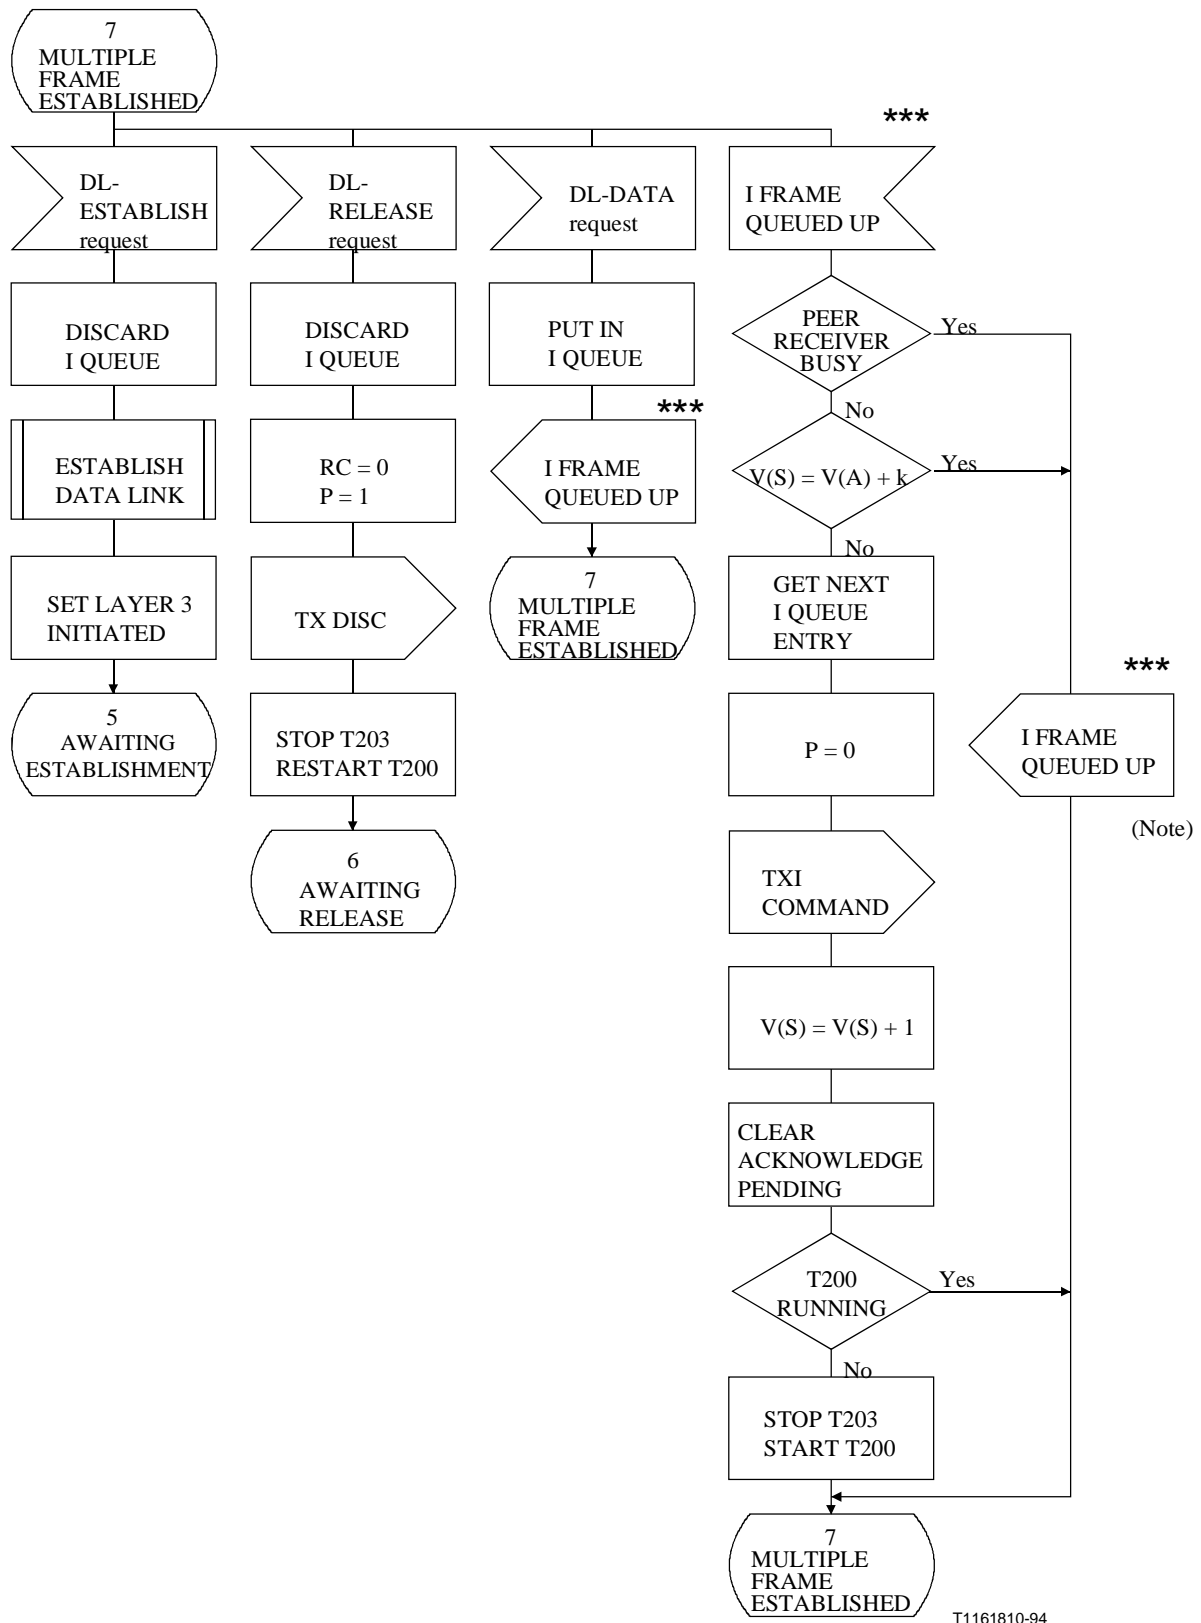 7
MULTIPLE
FRAME
ESTABLISHED
***
DL-
ESTABLISH
request
DL-
RELEASE
request
DL-DATA
request
I FRAME
QUEUED UP
DISCARD
I QUEUE
DISCARD
I QUEUE
PUT IN
I QUEUE
PEER
RECEIVER
BUSY
Yes
No
ESTABLISH
DATA LINK
RC = 0
P = 1
***
I FRAME
QUEUED UP
V(S) = V(A) + k
Yes
No
SET LAYER 3
INITIATED
TX DISC
7
MULTIPLE
FRAME
ESTABLISHED
GET NEXT
I QUEUE
ENTRY
5
AWAITING
ESTABLISHMENT
STOP T203
RESTART T200
P = 0
***
I FRAME
QUEUED UP
(Note)
6
AWAITING
RELEASE
TXI
COMMAND
V(S) = V(S) + 1
CLEAR
ACKNOWLEDGE
PENDING
T200
RUNNING
Yes
No
STOP T203
START T200
7
MULTIPLE
FRAME
ESTABLISHED
T1161810-94